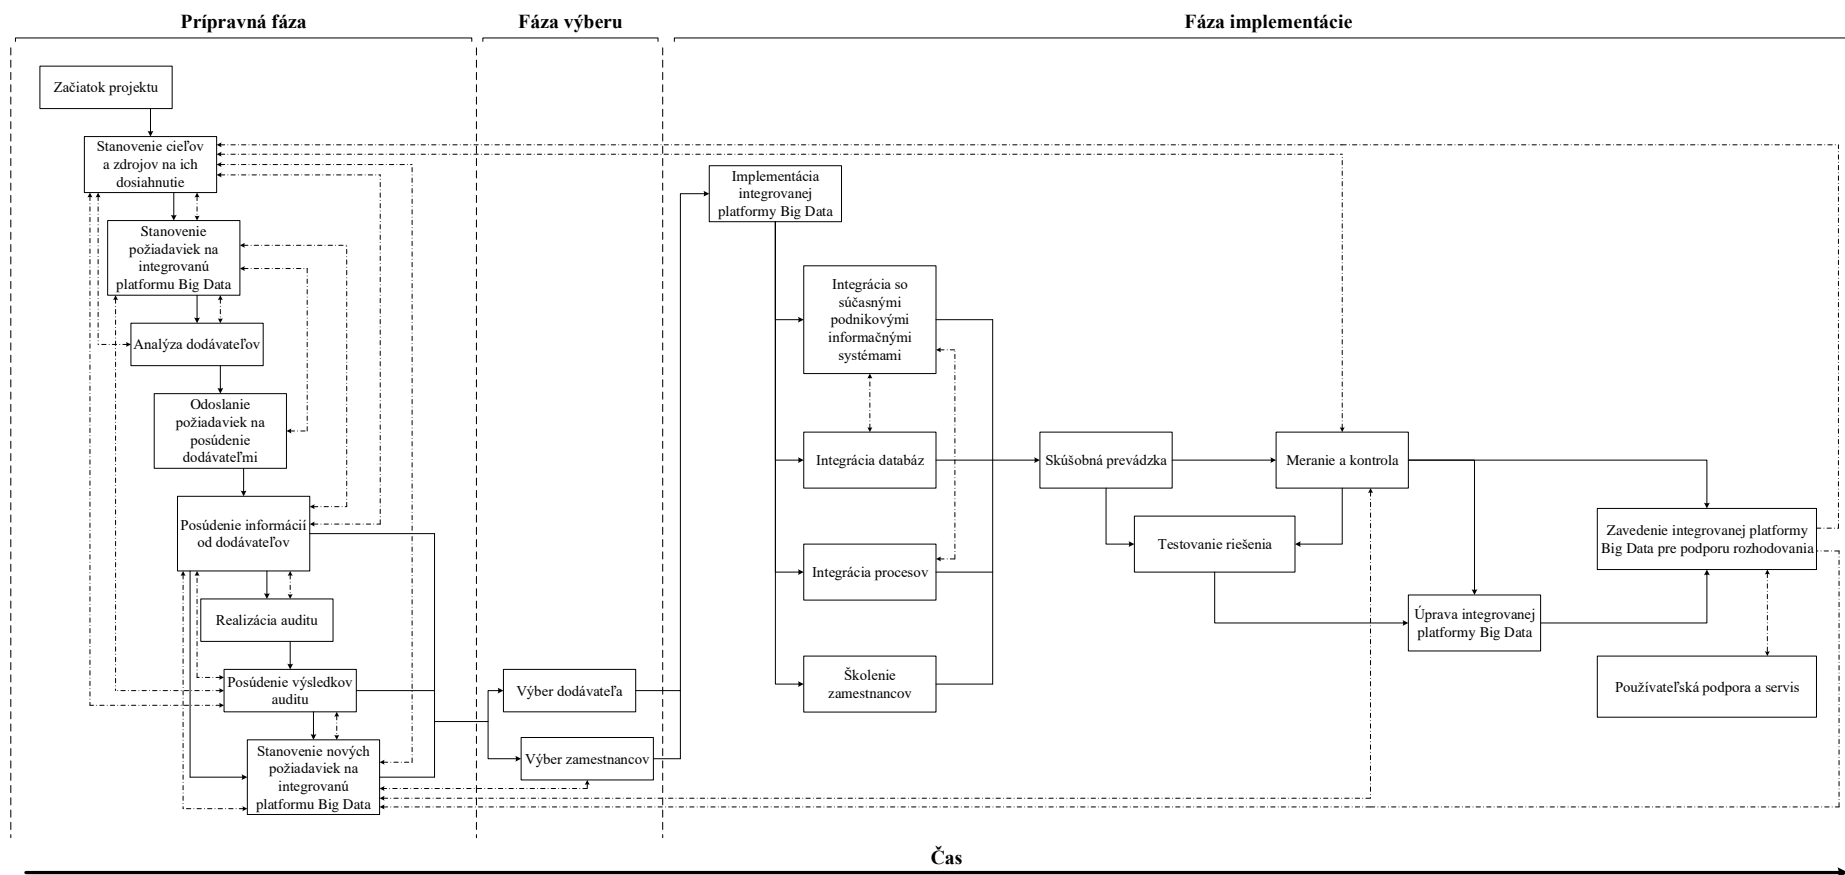 Prípravná fáza
Fáza výberu
Fáza implementácie
Začiatok projektu
Stanovenie cieľov
a zdrojov na ich
dosiahnutie
Stanovenie
požiadaviek na
integrovanú
platformu Big Data
Analýza dodávateľov
Odoslanie
požiadaviek na
posúdenie
dodávateľmi
Posúdenie informácií
od dodávateľov
Realizácia auditu
Posúdenie výsledkov
auditu
Stanovenie nových
požiadaviek na
integrovanú
platformu Big Data
Výber dodávateľa
Výber zamestnancov
Implementácia
integrovanej
platformy Big Data
Integrácia so
súčasnými
podnikovými
informačnými
systémami
Integrácia databáz
Integrácia procesov
Školenie
zamestnancov
Skúšobná prevádzka
Testovanie riešenia
Meranie a kontrola
Úprava integrovanej
platformy Big Data
Zavedenie integrovanej platformy
Big Data pre podporu rozhodovania
Používateľská podpora a servis
Čas